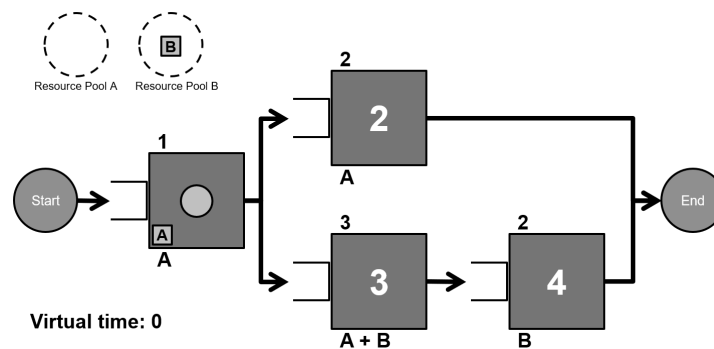 B
Resource Pool A
Resource Pool B
2
2
A
1
A
A
Start
End
3
3
A + B
2
4
B
Virtual time: 0